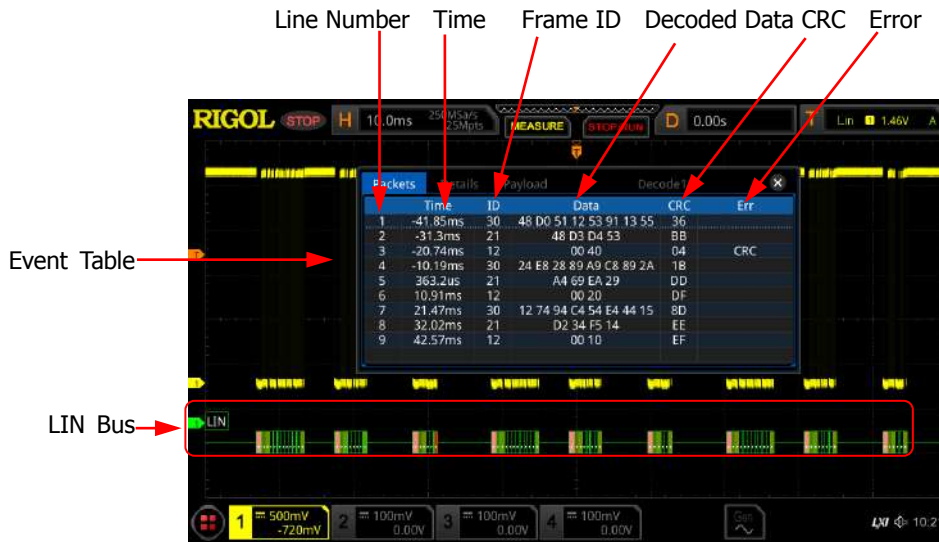 Line Number Time Frame ID Decoded Data CRC Error
RIGOL STOP H 10.0ms 250MSa/s 25Mpts MEASURE STOP/RUN D 0.00s T Lin 1 1.46V A
Packets Details Payload Decode1
Time ID Data CRC Err
1 -41.85ms 30 48 D0 51 12 53 91 13 55 36
2 -31.3ms 21 48 D3 D4 53 BB
3 -20.74ms 12 00 40 04 CRC
4 -10.19ms 30 24 E8 28 89 A9 C8 89 2A 1B
5 363.2us 21 A4 69 EA 29 DD
6 10.91ms 12 00 20 DF
7 21.47ms 30 12 74 94 C4 54 E4 44 15 8D
8 32.02ms 21 D2 34 F5 14 EE
9 42.57ms 12 00 10 EF
Event Table
LIN Bus
LIN
1 500mV -720mV 2 100mV 0.00V 3 100mV 0.00V 4 100mV 0.00V Gen LXI 10:2